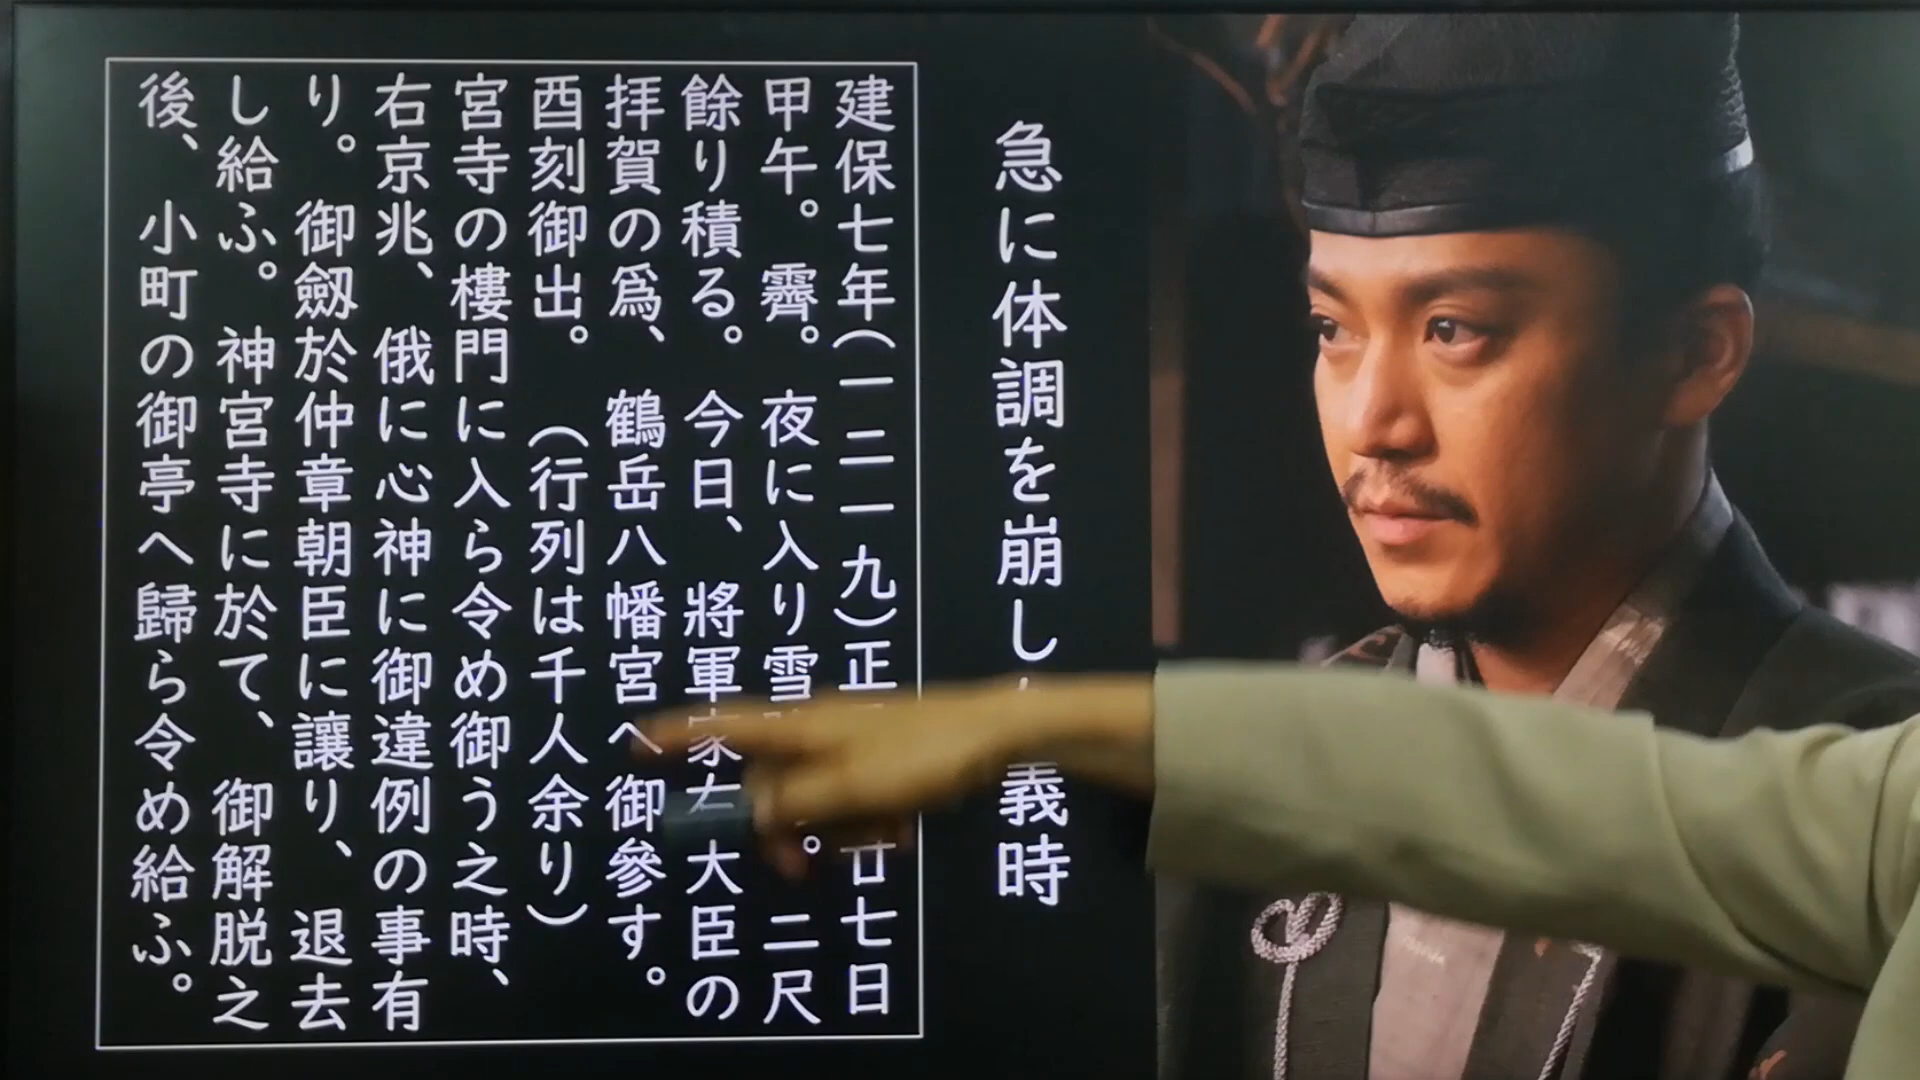 急に体調を崩し 義時
建保七年(一二一九)正 廿七日
甲午。霽。夜に入り雪 。二尺
餘り積る。今日、將軍家右大臣の
拝賀の爲、鶴岳八幡宮へ御參す。
酉刻御出。(行列は千人余り)
宮寺の樓門に入ら令め御う之時、
右京兆、俄に心神に御違例の事有
り。御劔於仲章朝臣に讓り、退去
し給ふ。神宮寺に於て、御解脱之
後、小町の御亭へ歸ら令め給ふ。